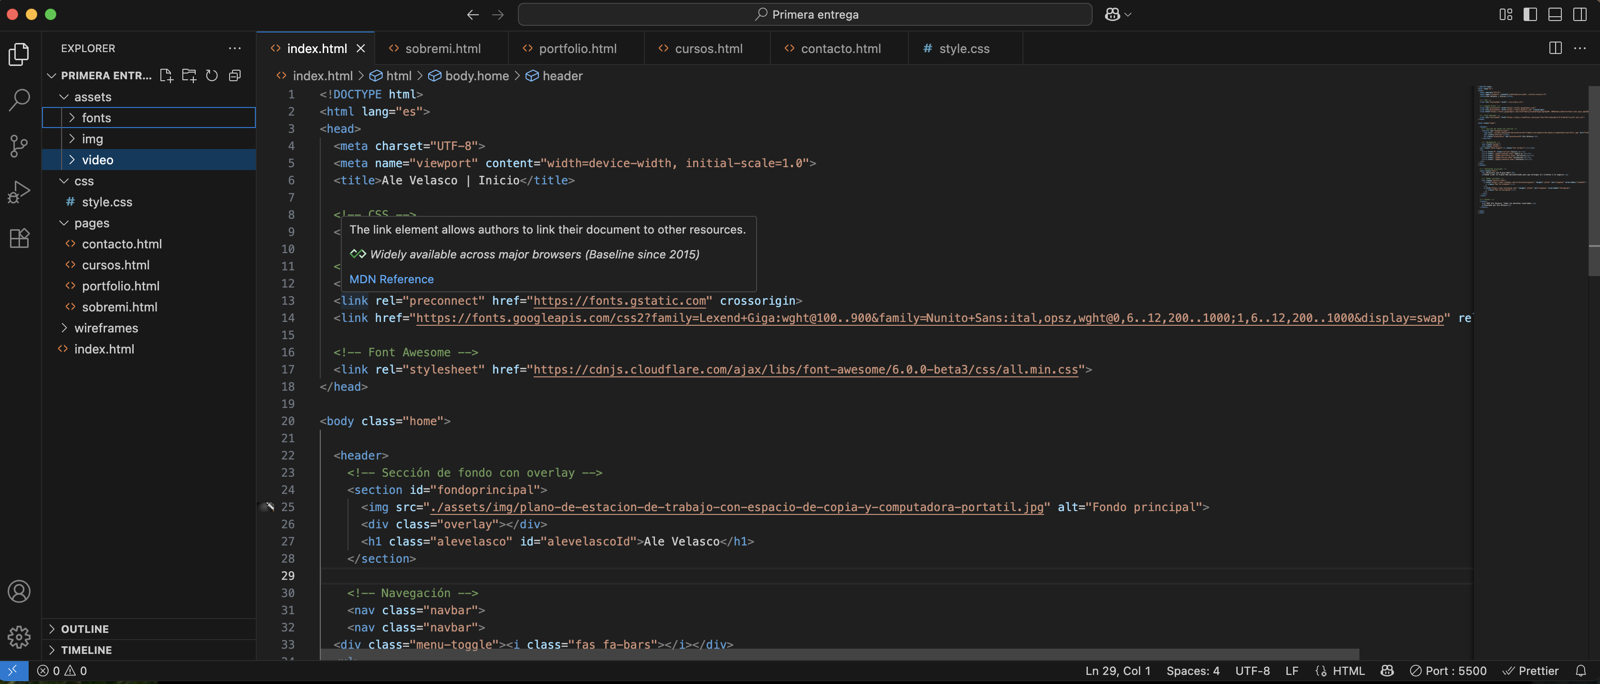 Primera entrega
EXPLORER
PRIMERA ENTR...
assets
fonts
img
video
css
# style.css
pages
<> contacto.html
<> cursos.html
<> portfolio.html
<> sobremi.html
wireframes
<> index.html
OUTLINE
TIMELINE
<> index.html
<> sobremi.html
<> portfolio.html
<> cursos.html
<> contacto.html
# style.css
<> index.html > html > body.home > header
1 <!DOCTYPE html>
2 <html lang="es">
3 <head>
4 <meta charset="UTF-8">
5 <meta name="viewport" content="width=device-width, initial-scale=1.0">
6 <title>Ale Velasco | Inicio</title>
7
8 <!-- CSS -->
9 <
The link element allows authors to link their document to other resources.
Widely available across major browsers (Baseline since 2015)
MDN Reference
10
11 <
12 <
13 <link rel="preconnect" href="https://fonts.gstatic.com" crossorigin>
14 <link href="https://fonts.googleapis.com/css2?family=Lexend+Giga:wght@100..900&family=Nunito+Sans:ital,opsz,wght@0,6..12,200..1000;1,6..12,200..1000&display=swap" re
15
16 <!-- Font Awesome -->
17 <link rel="stylesheet" href="https://cdnjs.cloudflare.com/ajax/libs/font-awesome/6.0.0-beta3/css/all.min.css">
18 </head>
19
20 <body class="home">
21
22 <header>
23 <!-- Sección de fondo con overlay -->
24 <section id="fondoprincipal">
25 <img src="./assets/img/plano-de-estacion-de-trabajo-con-espacio-de-copia-y-computadora-portatil.jpg" alt="Fondo principal">
26 <div class="overlay"></div>
27 <h1 class="alevelasco" id="alevelascoId">Ale Velasco</h1>
28 </section>
29
30 <!-- Navegación -->
31 <nav class="navbar">
32 <nav class="navbar">
33 <div class="menu-toggle"><i class="fas fa-bars"></i></div>
0 0
Ln 29, Col 1
Spaces: 4
UTF-8
LF
HTML
Port : 5500
Prettier